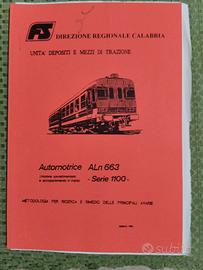 FS DIREZIONE REGIONALE CALABRIA
UNITA' DEPOSITI E MEZZI DI TRAZIONE
Automotrice ALn 663
- Serie 1100 -
METODOLOGIA PER RICERCA E RIMEDIO DELLE PRINCIPALI AVARIE
subito